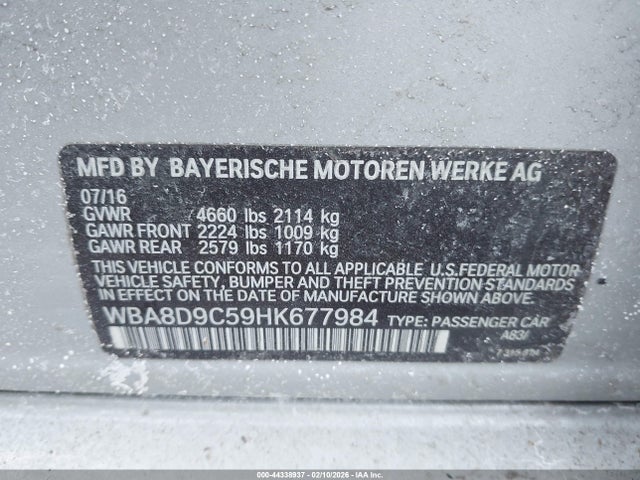 MFD BY BAYERISCHE MOTOREN WERKE AG
07/16
GVWR 4660 lbs 2114 kg
GAWR FRONT 2224 lbs 1009 kg
GAWR REAR 2579 lbs 1170 kg
THIS VEHICLE CONFORMS TO ALL APPLICABLE U.S.FEDERAL MOTOR
VEHICLE SAFETY, BUMPER AND THEFT PREVENTION STANDARDS
IN EFFECT ON THE DATE OF MANUFACTURE SHOWN ABOVE.
WBA8D9C59HK677984 TYPE: PASSENGER CAR
000-44338937 - 02/10/2026 - IAA Inc.